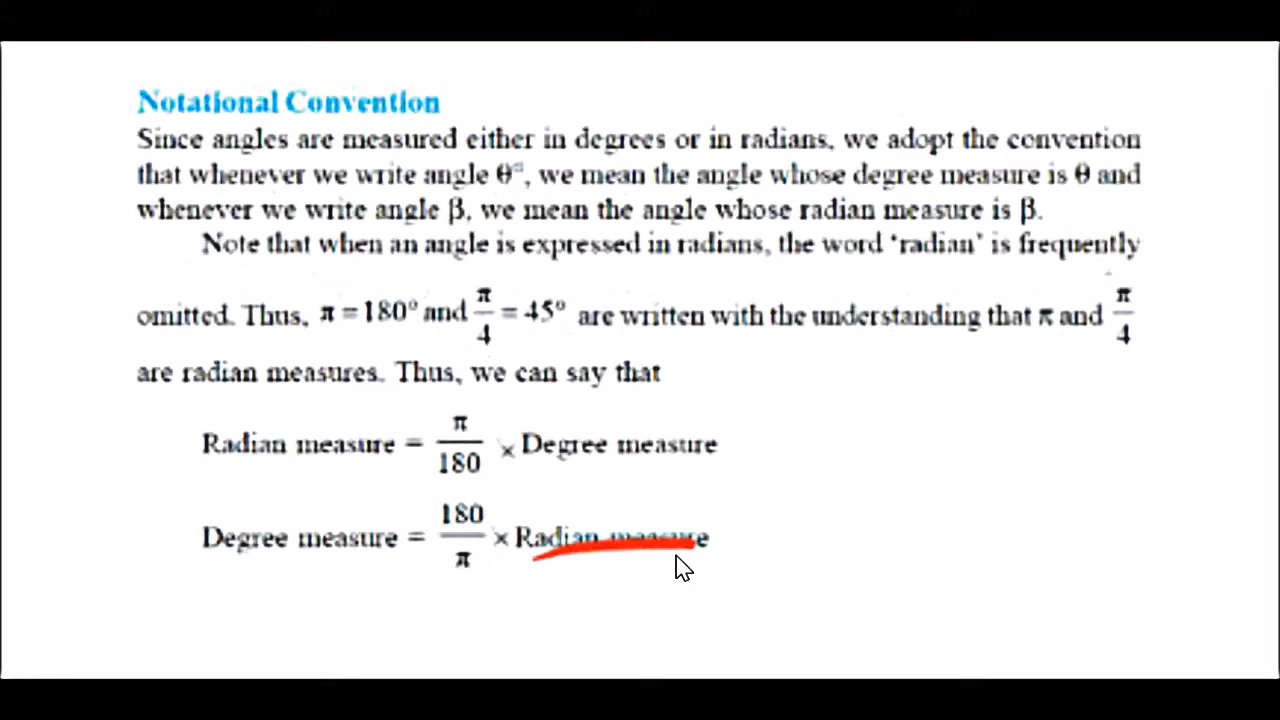 Notational Convention
Since angles are measured either in degrees or in radians, we adopt the convention
that whenever we write angle θ°, we mean the angle whose degree measure is θ and
whenever we write angle β, we mean the angle whose radian measure is β.
Note that when an angle is expressed in radians, the word ‘radian’ is frequently
omitted. Thus, π = 180° and π/4 = 45° are written with the understanding that π and π/4
are radian measures. Thus, we can say that
Radian measure = π/180 × Degree measure
Degree measure = 180/π × Radian measure